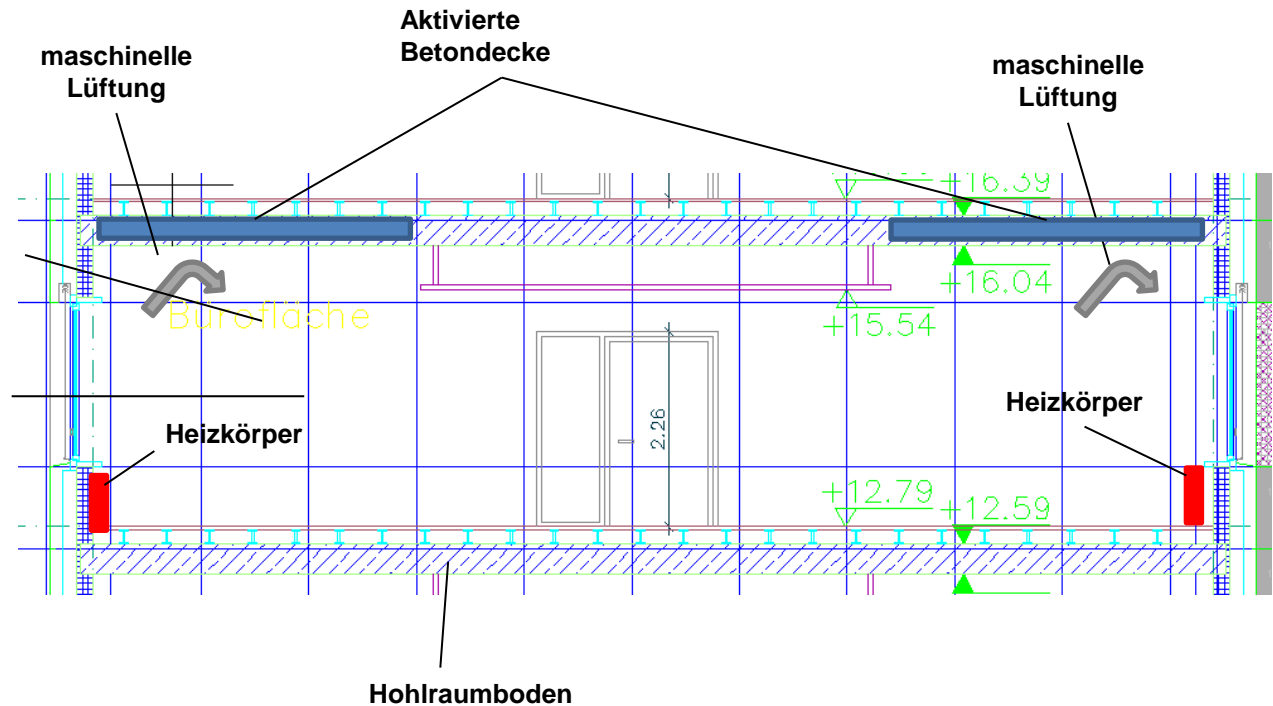 Aktivierte
Betondecke
maschinelle
Lüftung
maschinelle
Lüftung
+16.39
+16.04
Bürofläche
+15.54
Heizkörper
Heizkörper
2.26
+12.79
+12.59
Hohlraumboden